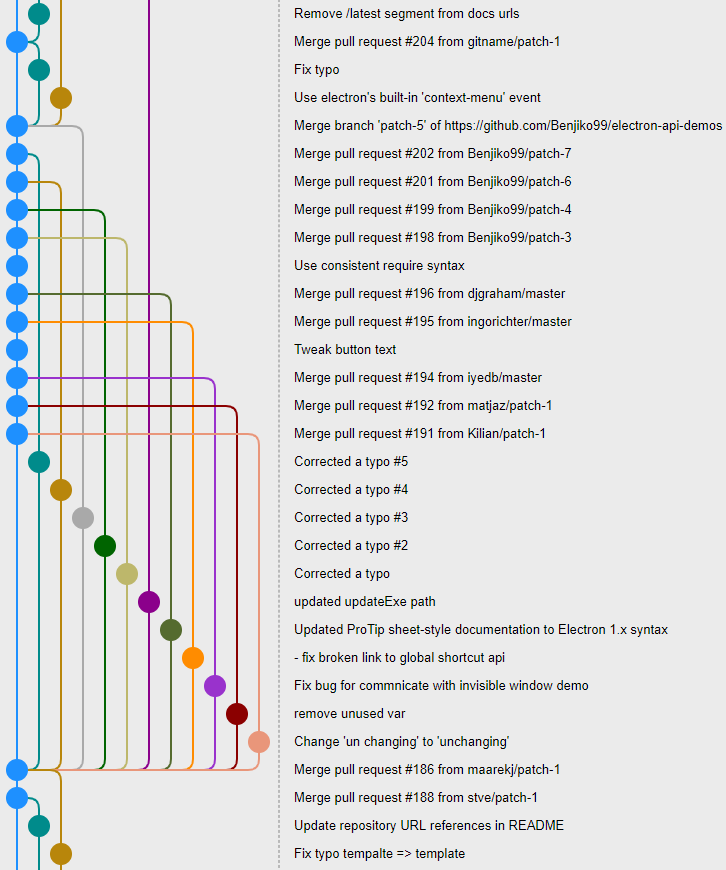 Remove /latest segment from docs urls
Merge pull request #204 from gitname/patch-1
Fix typo
Use electron's built-in 'context-menu' event
Merge branch 'patch-5' of https://github.com/Benjiko99/electron-api-demos
Merge pull request #202 from Benjiko99/patch-7
Merge pull request #201 from Benjiko99/patch-6
Merge pull request #199 from Benjiko99/patch-4
Merge pull request #198 from Benjiko99/patch-3
Use consistent require syntax
Merge pull request #196 from djgraham/master
Merge pull request #195 from ingorichter/master
Tweak button text
Merge pull request #194 from iyedb/master
Merge pull request #192 from matjaz/patch-1
Merge pull request #191 from Kilian/patch-1
Corrected a typo #5
Corrected a typo #4
Corrected a typo #3
Corrected a typo #2
Corrected a typo
updated updateExe path
Updated ProTip sheet-style documentation to Electron 1.x syntax
- fix broken link to global shortcut api
Fix bug for commnicate with invisible window demo
remove unused var
Change 'un changing' to 'unchanging'
Merge pull request #186 from maarekj/patch-1
Merge pull request #188 from stve/patch-1
Update repository URL references in README
Fix typo tempalte => template